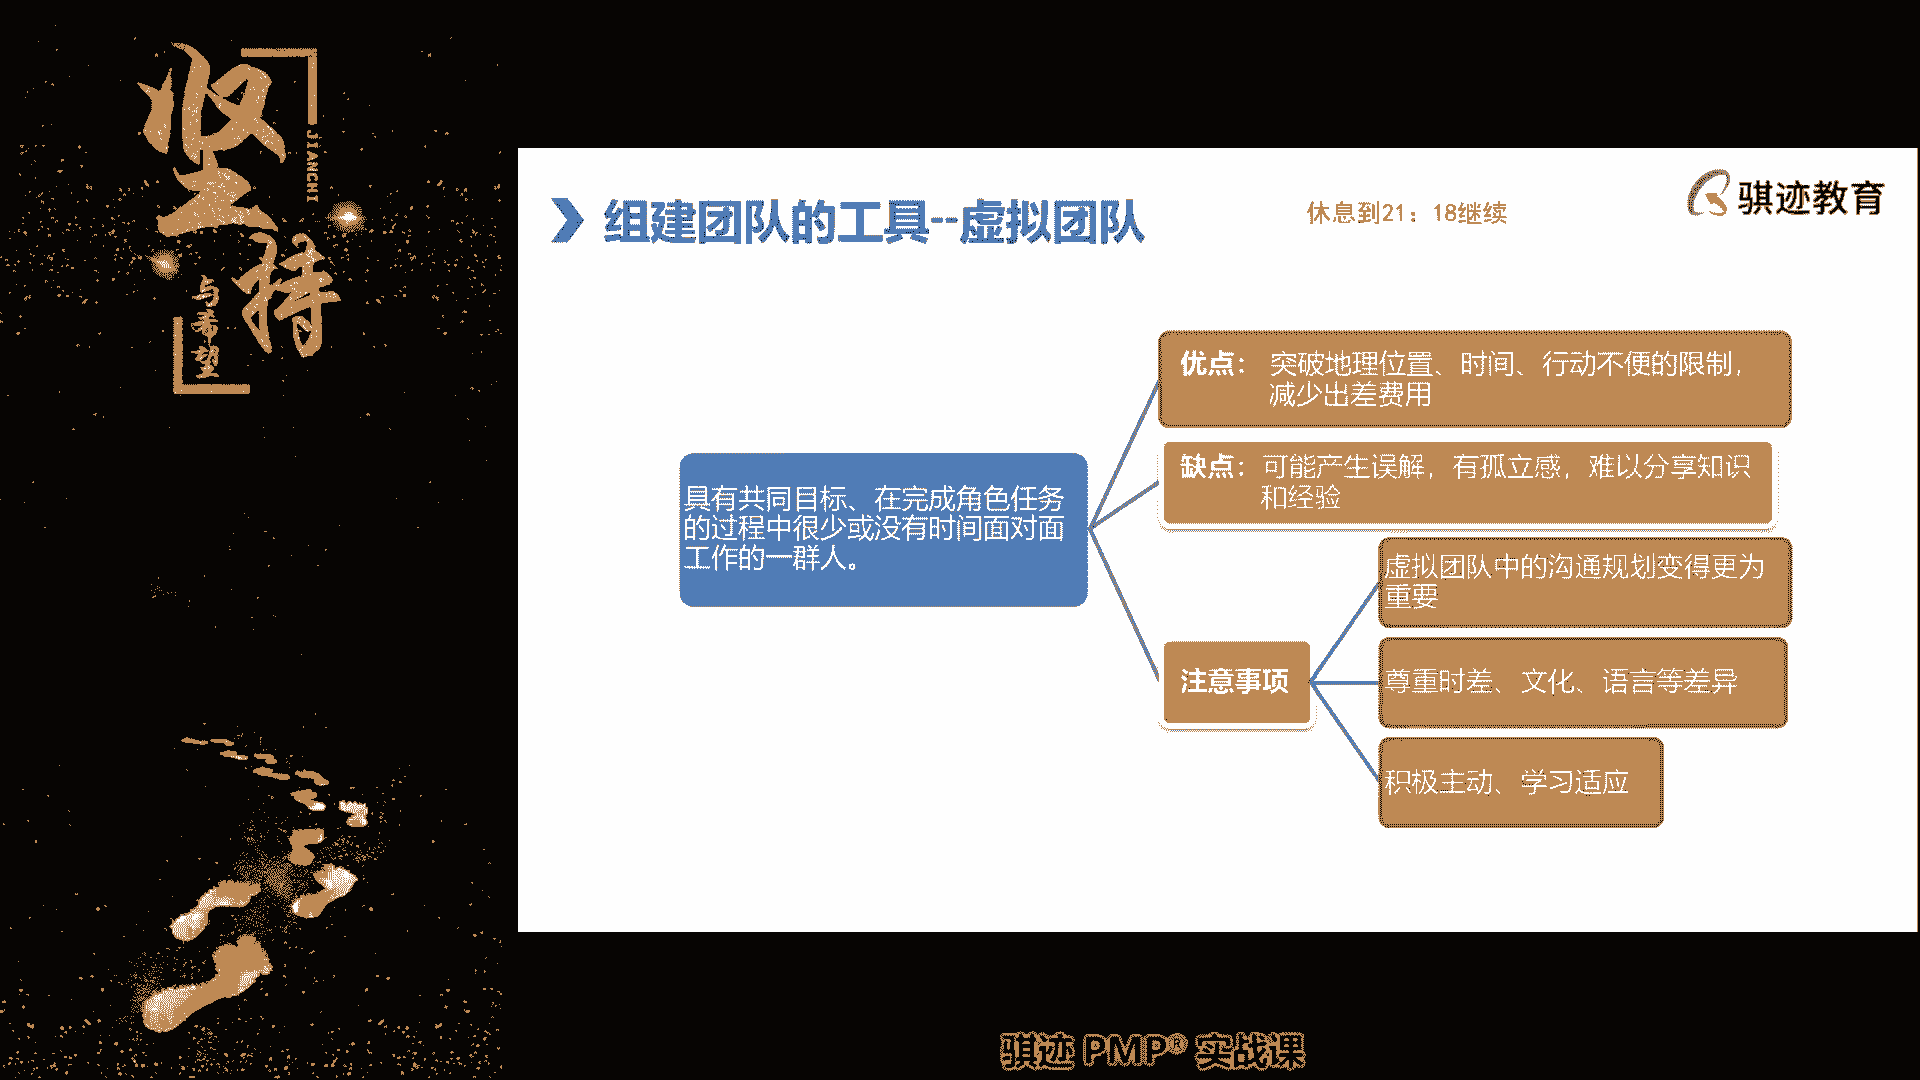 坚持
JIANCHI
与希望
组建团队的工具--虚拟团队
休息到21：18继续
骐迹教育
具有共同目标、在完成角色任务
的过程中很少或没有时间面对面
工作的一群人。
优点： 突破地理位置、时间、行动不便的限制，
减少出差费用
缺点：可能产生误解，有孤立感，难以分享知识
和经验
注意事项
虚拟团队中的沟通规划变得更为
重要
尊重时差、文化、语言等差异
积极主动、学习适应
骐迹 PMP® 实战课